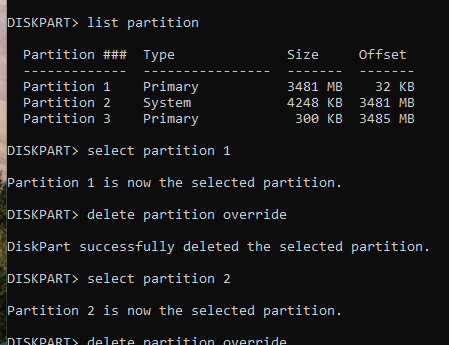 DISKPART> list partition
Partition ### Type Size Offset
------------- ---------------- ------- -------
Partition 1 Primary 3481 MB 32 KB
Partition 2 System 4248 KB 3481 MB
Partition 3 Primary 300 KB 3485 MB
DISKPART> select partition 1
Partition 1 is now the selected partition.
DISKPART> delete partition override
DiskPart successfully deleted the selected partition.
DISKPART> select partition 2
Partition 2 is now the selected partition.
DISKPART> delete partition override